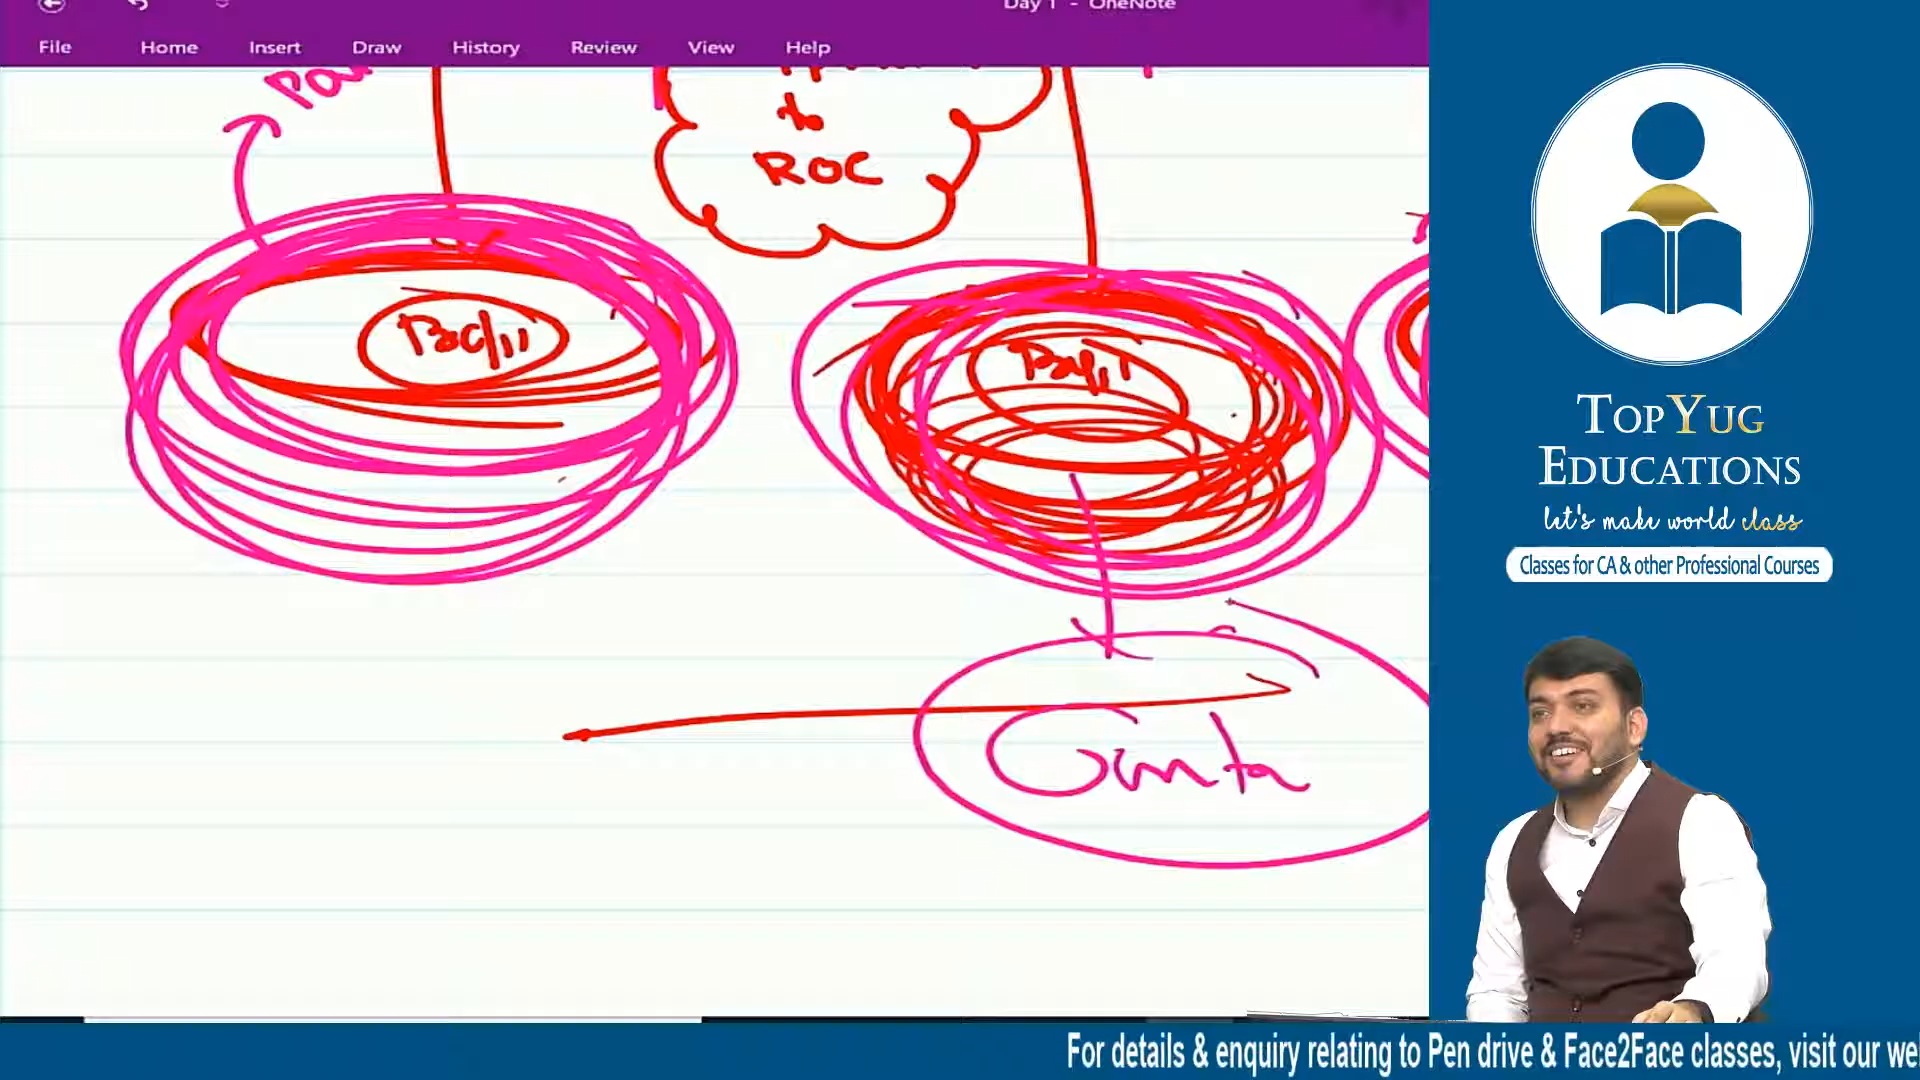 Day 1 - OneNote
File Home Insert Draw History Review View Help
to
ROC
TOPYUG
EDUCATIONS
let's make world class
Classes for CA & other Professional Courses
For details & enquiry relating to Pen drive & Face2Face classes, visit our we